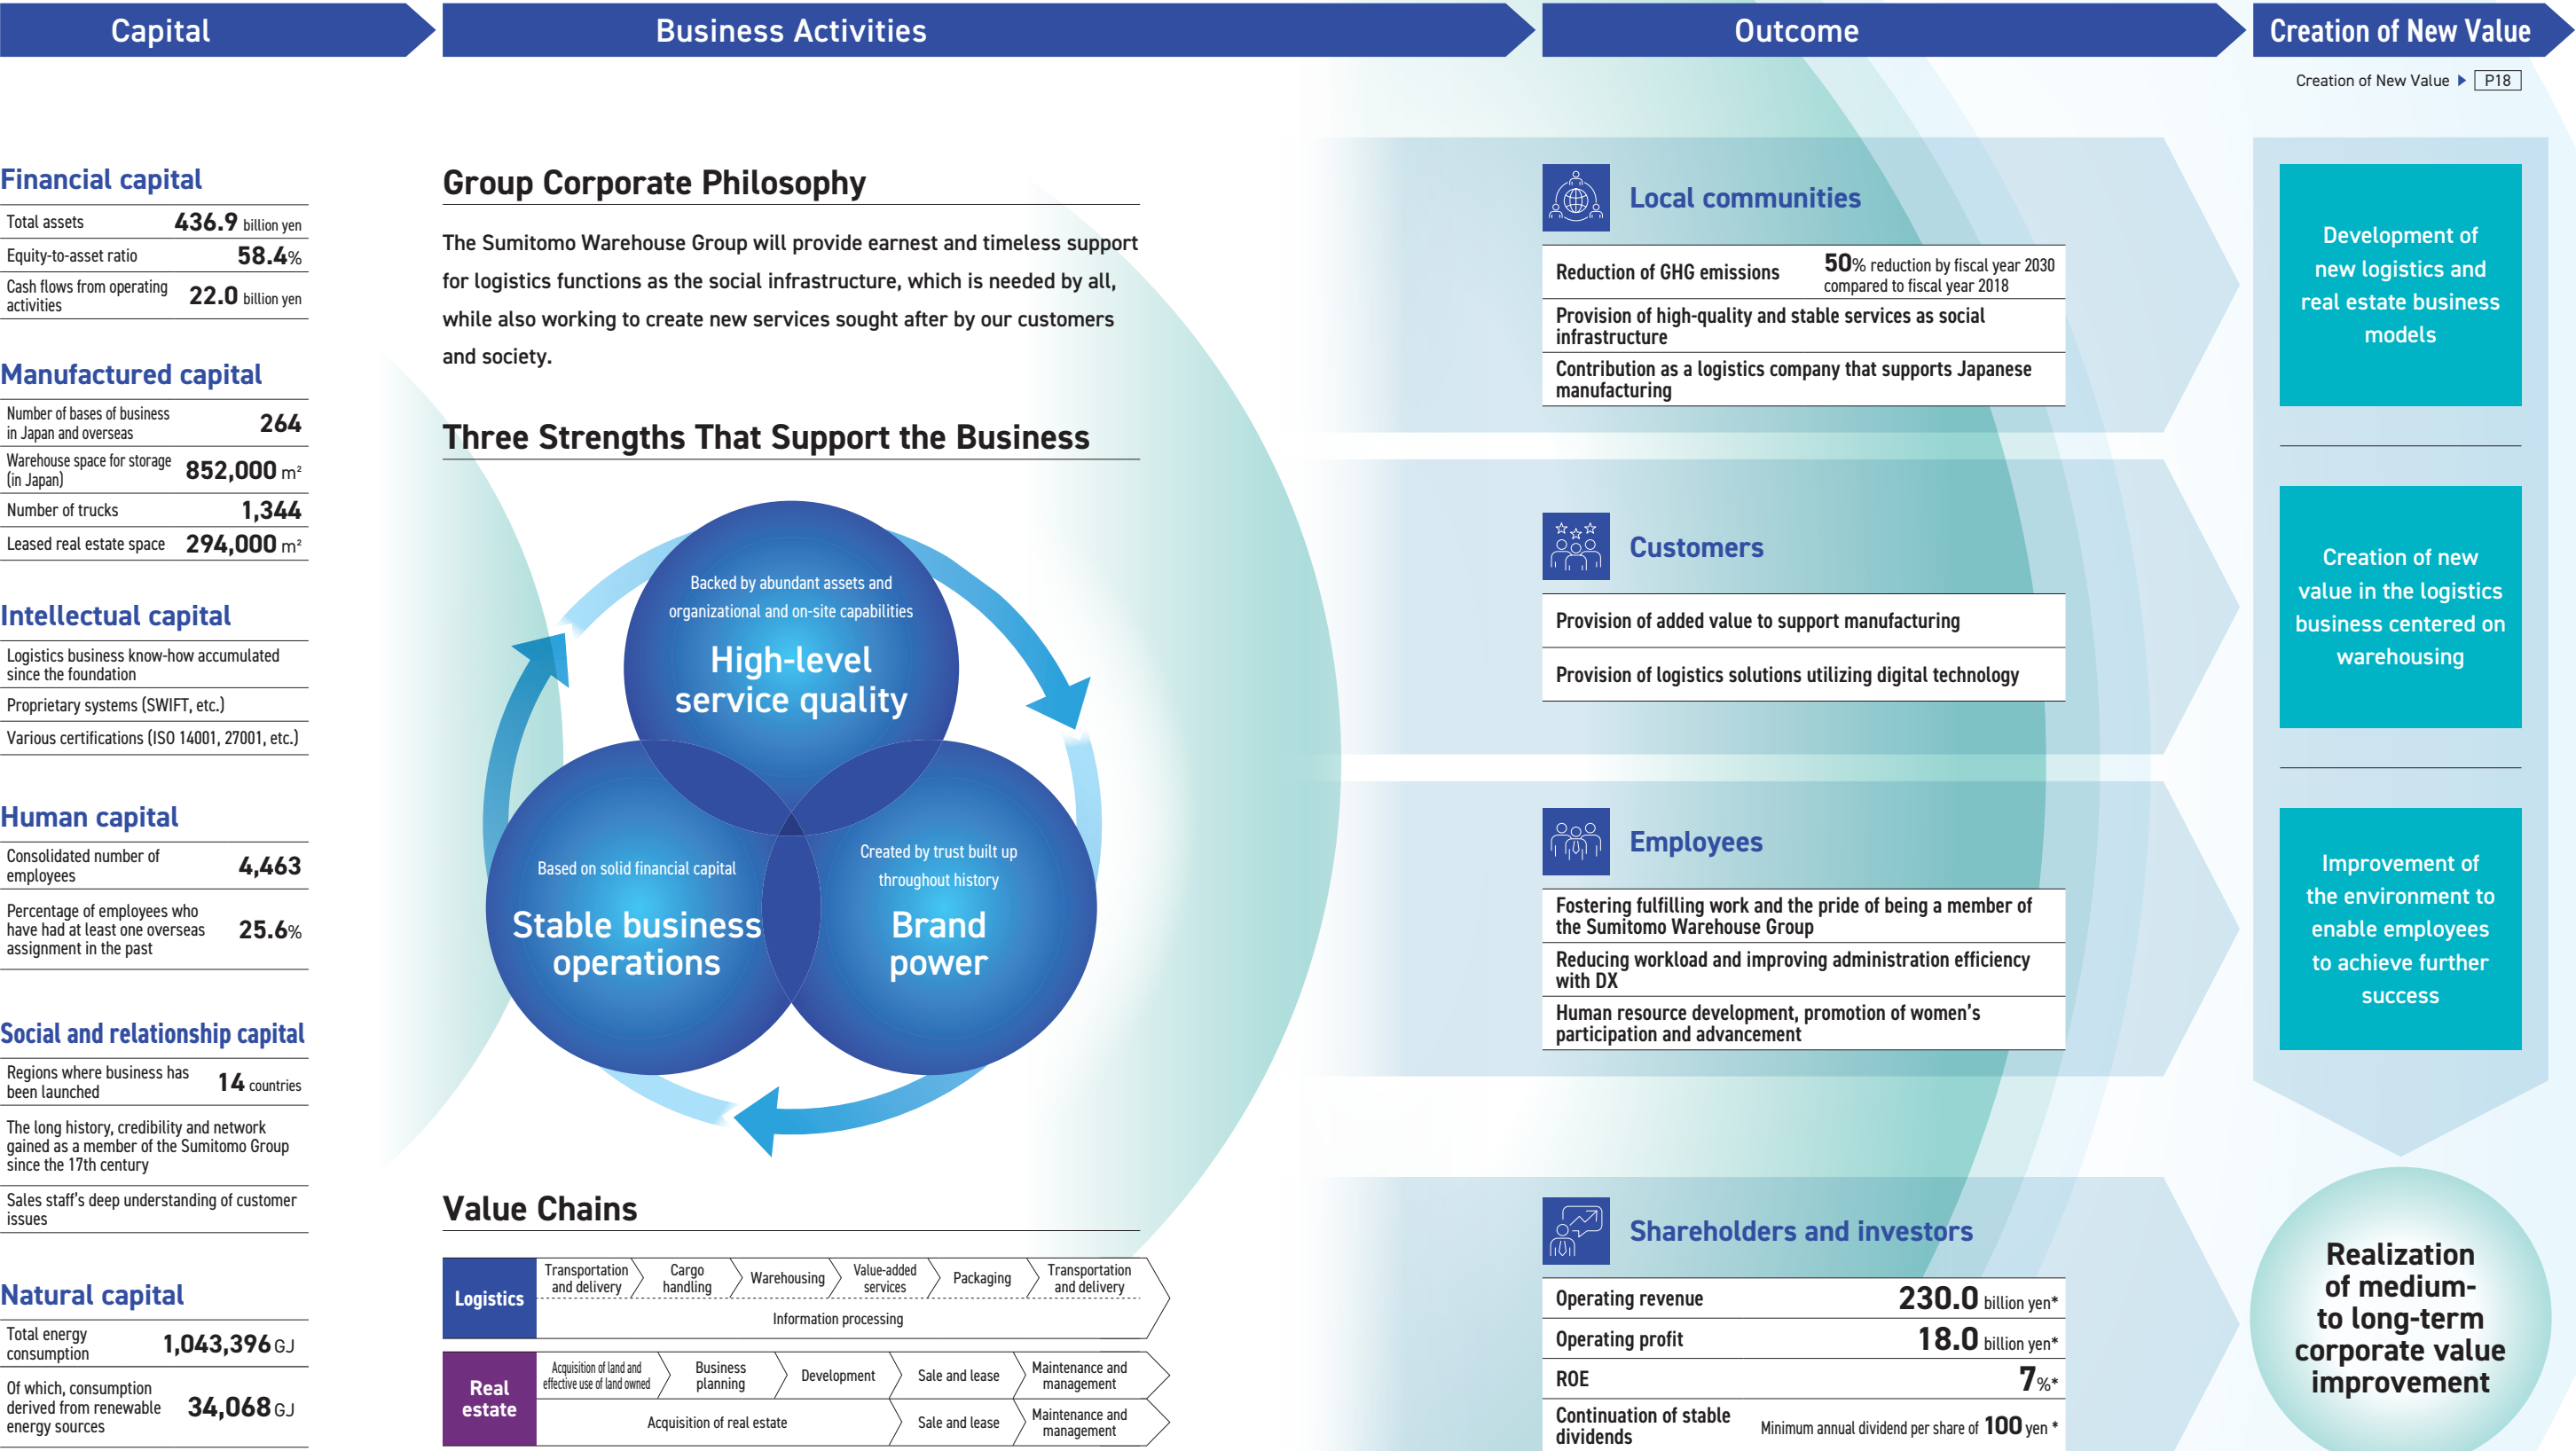 Capital
Business Activities
Outcome
Creation of New Value
Creation of New Value P18
Financial capital
Total assets 436.9 billion yen
Equity-to-asset ratio 58.4%
Cash flows from operating
activities 22.0 billion yen
Manufactured capital
Number of bases of business
in Japan and overseas 264
Warehouse space for storage
(in Japan) 852,000 m²
Number of trucks 1,344
Leased real estate space 294,000 m²
Intellectual capital
Logistics business know-how accumulated
since the foundation
Proprietary systems (SWIFT, etc.)
Various certifications (ISO 14001, 27001, etc.)
Human capital
Consolidated number of
employees 4,463
Percentage of employees who
have had at least one overseas
assignment in the past 25.6%
Social and relationship capital
Regions where business has
been launched 14 countries
The long history, credibility and network
gained as a member of the Sumitomo Group
since the 17th century
Sales staff's deep understanding of customer
issues
Natural capital
Total energy
consumption 1,043,396 GJ
Of which, consumption
derived from renewable
energy sources 34,068 GJ
Group Corporate Philosophy
The Sumitomo Warehouse Group will provide earnest and timeless support
for logistics functions as the social infrastructure, which is needed by all,
while also working to create new services sought after by our customers
and society.
Three Strengths That Support the Business
Backed by abundant assets and
organizational and on-site capabilities
High-level
service quality
Based on solid financial capital
Stable business
operations
Created by trust built up
throughout history
Brand
power
Value Chains
Logistics
Transportation
and delivery
Cargo
handling
Warehousing
Value-added
services
Packaging
Transportation
and delivery
Information processing
Real
estate
Acquisition of land and
effective use of land owned
Business
planning
Development
Sale and lease
Maintenance and
management
Acquisition of real estate
Sale and lease
Maintenance and
management
Local communities
Reduction of GHG emissions
50% reduction by fiscal year 2030
compared to fiscal year 2018
Provision of high-quality and stable services as social
infrastructure
Contribution as a logistics company that supports Japanese
manufacturing
Customers
Provision of added value to support manufacturing
Provision of logistics solutions utilizing digital technology
Employees
Fostering fulfilling work and the pride of being a member of
the Sumitomo Warehouse Group
Reducing workload and improving administration efficiency
with DX
Human resource development, promotion of women's
participation and advancement
Shareholders and investors
Operating revenue 230.0 billion yen*
Operating profit 18.0 billion yen*
ROE 7%*
Continuation of stable
dividends
Minimum annual dividend per share of 100 yen *
Development of
new logistics and
real estate business
models
Creation of new
value in the logistics
business centered on
warehousing
Improvement of
the environment to
enable employees
to achieve further
success
Realization
of medium-
to long-term
corporate value
improvement